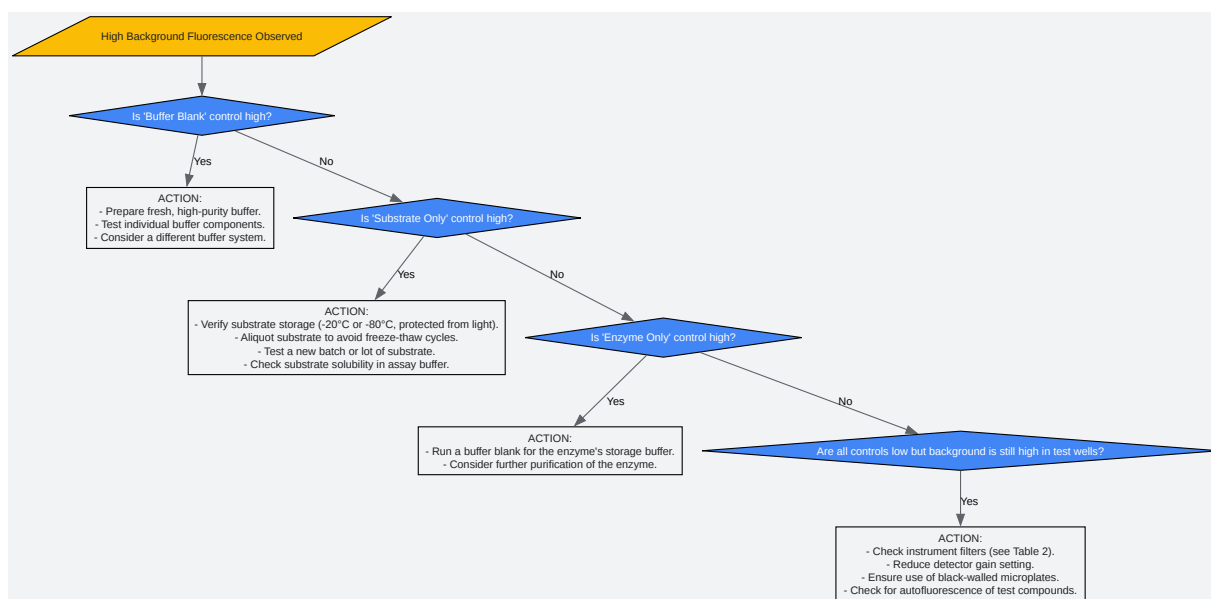 High Background Fluorescence Observed
Is 'Buffer Blank' control high?
Yes
No
ACTION:
- Prepare fresh, high-purity buffer.
- Test individual buffer components.
- Consider a different buffer system.
Is 'Substrate Only' control high?
Yes
No
ACTION:
- Verify substrate storage (-20°C or -80°C, protected from light).
- Aliquot substrate to avoid freeze-thaw cycles.
- Test a new batch or lot of substrate.
- Check substrate solubility in assay buffer.
Is 'Enzyme Only' control high?
Yes
No
ACTION:
- Run a buffer blank for the enzyme's storage buffer.
- Consider further purification of the enzyme.
Are all controls low but background is still high in test wells?
Yes
ACTION:
- Check instrument filters (see Table 2).
- Reduce detector gain setting.
- Ensure use of black-walled microplates.
- Check for autofluorescence of test compounds.